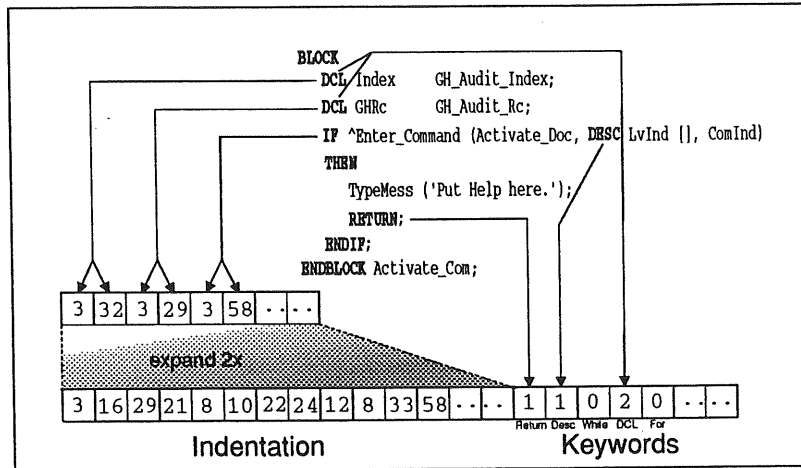 BLOCK
DCL Index GH_Audit_Index;
DCL GHRc GH_Audit_Rc;
IF ^Enter_Command (Activate_Doc, DESC LvInd [], ComInd)
THEN
TypeMess ('Put Help here.');
RETURN;
ENDIF;
ENDBLOCK Activate_Com;
3 32 3 29 3 58 ....
expand 2x
3 16 29 21 8 10 22 24 12 8 33 58 .... 1 1 0 2 0 ....
Return Desc While DCL For
Indentation Keywords